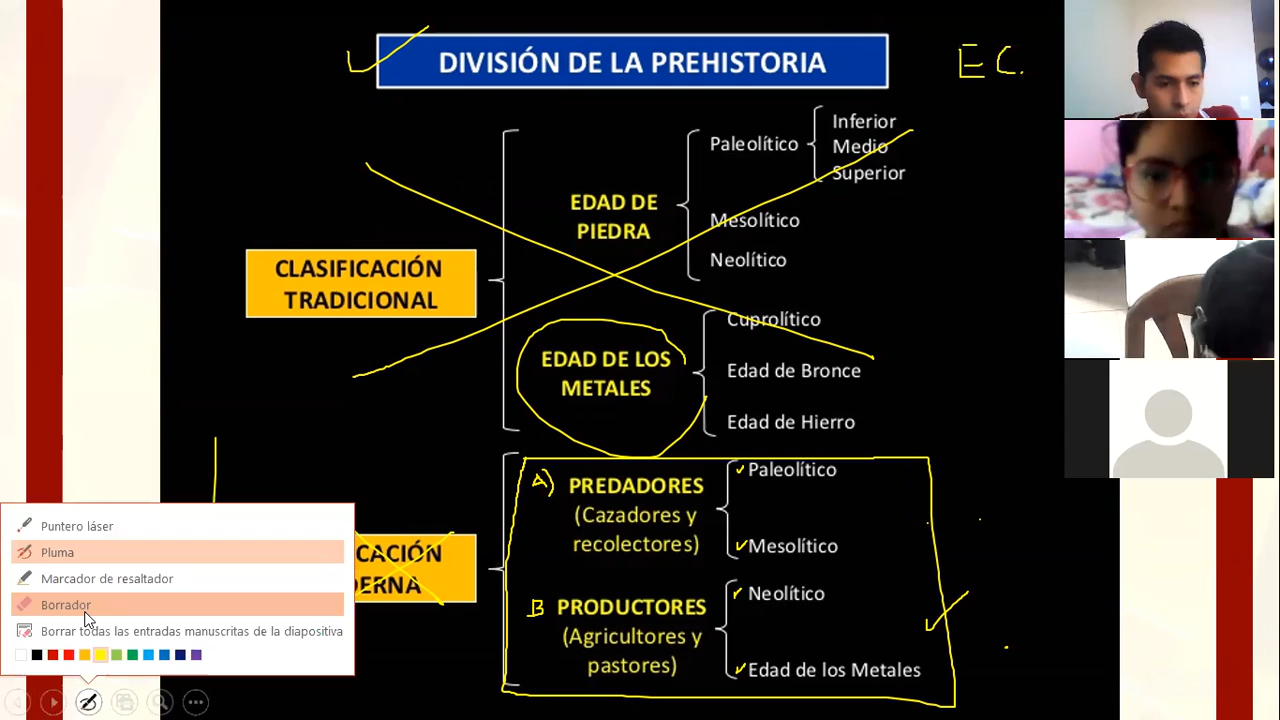 DIVISIÓN DE LA PREHISTORIA
E C.
CLASIFICACIÓN
TRADICIONAL
EDAD DE
PIEDRA
Paleolítico
Inferior
Medio
Superior
Mesolítico
Neolítico
EDAD DE LOS
METALES
Cuprolítico
Edad de Bronce
Edad de Hierro
CACIÓN
ERNA
A) PREDADORES
(Cazadores y
recolectores)
Paleolítico
Mesolítico
B PRODUCTORES
(Agricultores y
pastores)
Neolítico
Edad de los Metales
Puntero láser
Pluma
Marcador de resaltador
Borrador
Borrar todas las entradas manuscritas de la diapositiva